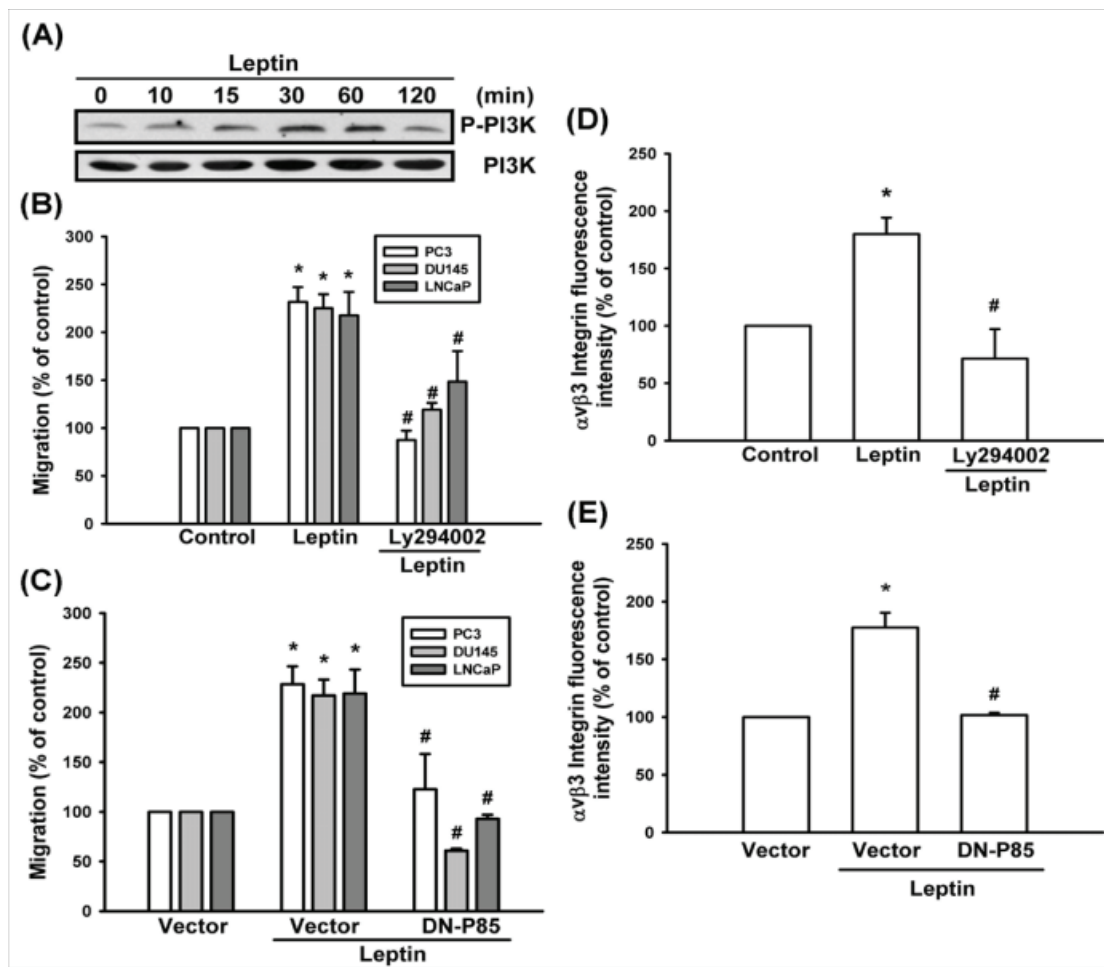 (A)
Leptin
0 10 15 30 60 120 (min)
P-PI3K
PI3K
(B)
Migration (% of control)
300
250
200
150
100
50
0
PC3
DU145
LNCaP
* * *
# # #
Control Leptin Ly294002
Leptin
(C)
Migration (% of control)
300
250
200
150
100
50
0
PC3
DU145
LNCaP
* * *
# # #
Vector Vector DN-P85
Leptin
(D)
αvβ3 Integrin fluorescence
intensity (% of control)
250
200
150
100
50
0
*
#
Control Leptin Ly294002
Leptin
(E)
αvβ3 Integrin fluorescence
intensity (% of control)
250
200
150
100
50
0
*
#
Vector Vector DN-P85
Leptin